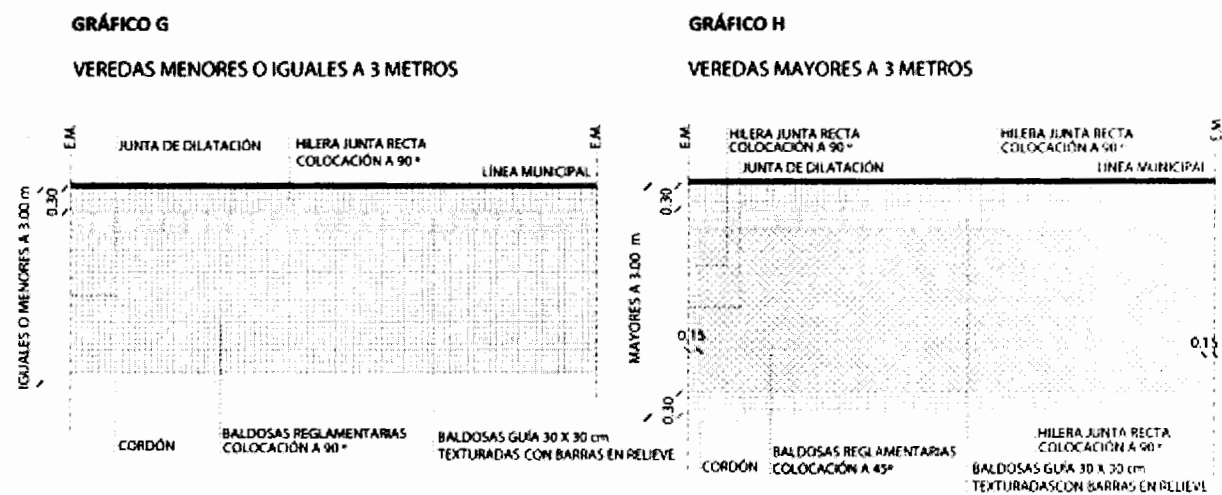 GRÁFICO G
VEREDAS MENORES O IGUALES A 3 METROS
E.M.
JUNTA DE DILATACIÓN
HILERA JUNTA RECTA
COLOCACIÓN A 90 º
E.M.
LÍNEA MUNICIPAL
0.30
IGUALES O MENORES A 3.00 m
CORDÓN
BALDOSAS REGLAMENTARIAS
COLOCACIÓN A 90 º
BALDOSAS GUÍA 30 X 30 cm
TEXTURADAS CON BARRAS EN RELIEVE
GRÁFICO H
VEREDAS MAYORES A 3 METROS
E.M.
HILERA JUNTA RECTA
COLOCACIÓN A 90 º
JUNTA DE DILATACIÓN
HILERA JUNTA RECTA
COLOCACIÓN A 90 º
LÍNEA MUNICIPAL
0.30
MAYORES A 3.00 m
0.15
0.15
0.30
CORDÓN
BALDOSAS REGLAMENTARIAS
COLOCACIÓN A 45º
HILERA JUNTA RECTA
COLOCACIÓN A 90 º
BALDOSAS GUÍA 30 X 30 cm
TEXTURADASCON BARRAS EN RELIEVE